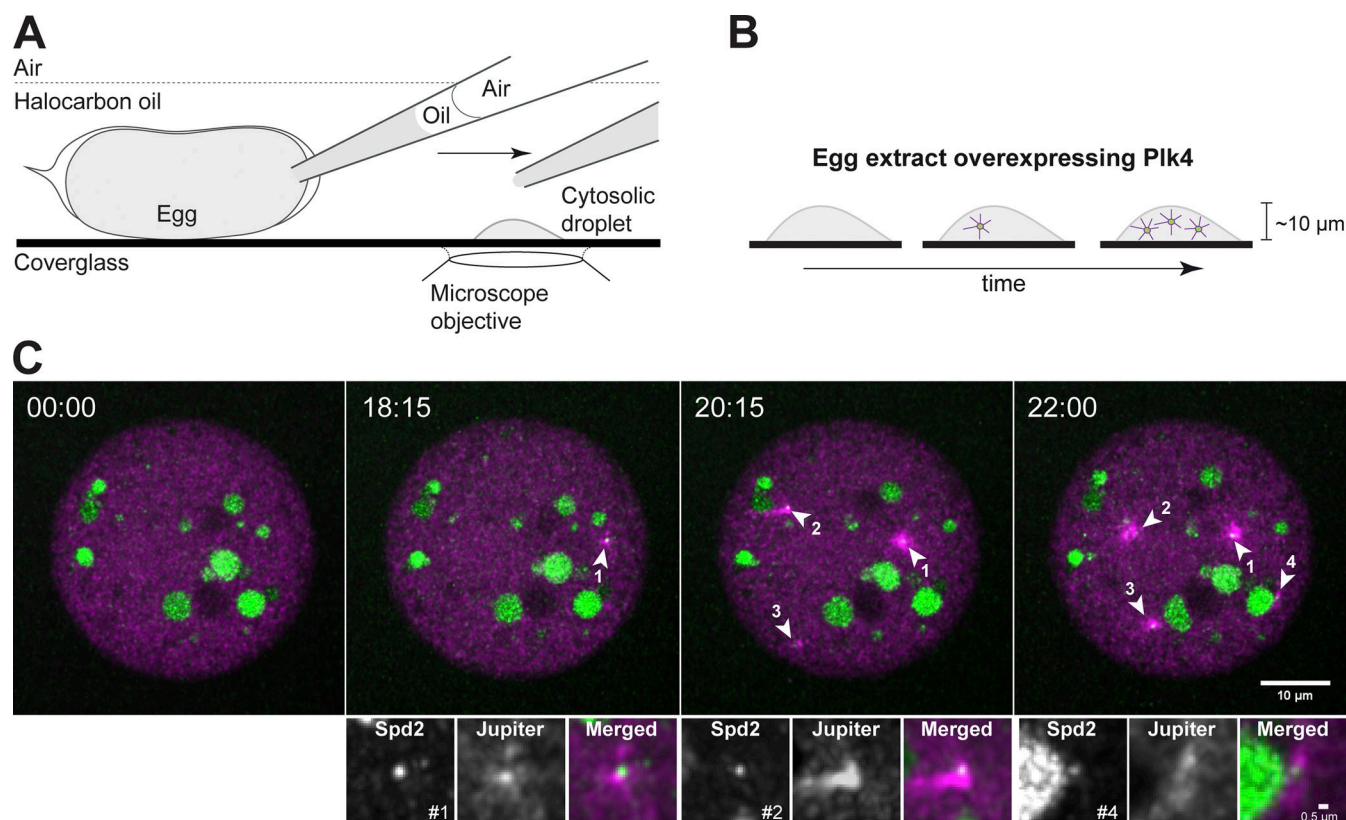 A
Air
Halocarbon oil
Air
Oil
Egg
Cytosolic
droplet
Coverglass
Microscope
objective
B
Egg extract overexpressing Plk4
~10 µm
time
C
00:00
18:15
1
20:15
2
1
3
22:00
2
1
4
3
10 µm
Spd2
#1
Jupiter
Merged
Spd2
#2
Jupiter
Merged
Spd2
#4
Jupiter
Merged
0.5 µm